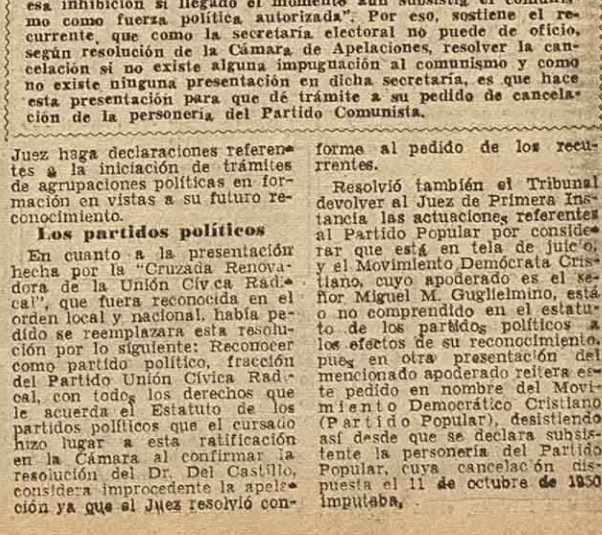 esa inhibición si llegado el momento aun subsistía el comunis-
mo como fuerza política autorizada". Por eso, sostiene el re-
currente, que como la secretaría electoral no puede de oficio,
según resolución de la Cámara de Apelaciones, resolver la can-
celación si no existe alguna impugnación al comunismo y como
no existe ninguna presentación en dicha secretaría, es que hace
esta presentación para que dé trámite a su pedido de cancela-
ción de la personería del Partido Comunista.
Juez haga declaraciones referen-
tes a la iniciación de trámites
de agrupaciones políticas en for-
mación en vistas a su futuro re-
conocimiento.
Los partidos políticos
En cuanto a la presentación
hecha por la "Cruzada Renova-
dora de la Unión Cívica Radi-
cal", que fuera reconocida en el
orden local y nacional, había pe-
dido se reemplazara esta resolu-
ción por lo siguiente: Reconocer
como partido político, fracción
del Partido Unión Cívica Radi-
cal, con todos los derechos que
le acuerda el Estatuto de los
partidos políticos que el cursado
hizo lugar a esta ratificación
en la Cámara al confirmar la
resolución del Dr. Del Castillo,
considera improcedente la apela-
ción ya que el Juez resolvió con-
forme al pedido de los recu-
rrentes.
Resolvió también el Tribunal
devolver al Juez de Primera Ins-
tancia las actuaciones referentes
al Partido Popular por conside-
rar que está en tela de juicio,
y el Movimiento Demócrata Cris-
tiano, cuyo apoderado es el se-
ñor Miguel M. Guglielmino, está
o no comprendido en el estatu-
to de los partidos políticos a
los efectos de su reconocimiento,
pues en otra presentación del
mencionado apoderado reitera es-
te pedido en nombre del Movi-
miento Democrático Cristiano
(Partido Popular), desistiendo
así desde que se declara subsis-
tente la personería del Partido
Popular, cuya cancelación dis-
puesta el 11 de octubre de 1950
imputaba.